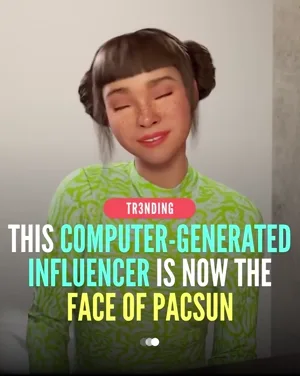 TR3NDING
THIS COMPUTER-GENERATED
INFLUENCER IS NOW THE
FACE OF PACSUN